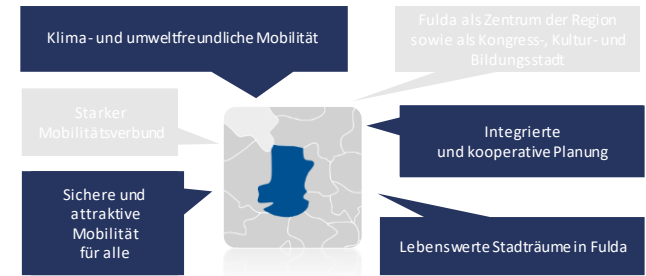 Klima- und umweltfreundliche Mobilität
Fulda als Zentrum der Region
sowie als Kongress-, Kultur- und
Bildungsstadt
Starker
Mobilitätsverbund
Integrierte
und kooperative Planung
Sichere und
attraktive
Mobilität
für alle
Lebenswerte Stadträume in Fulda